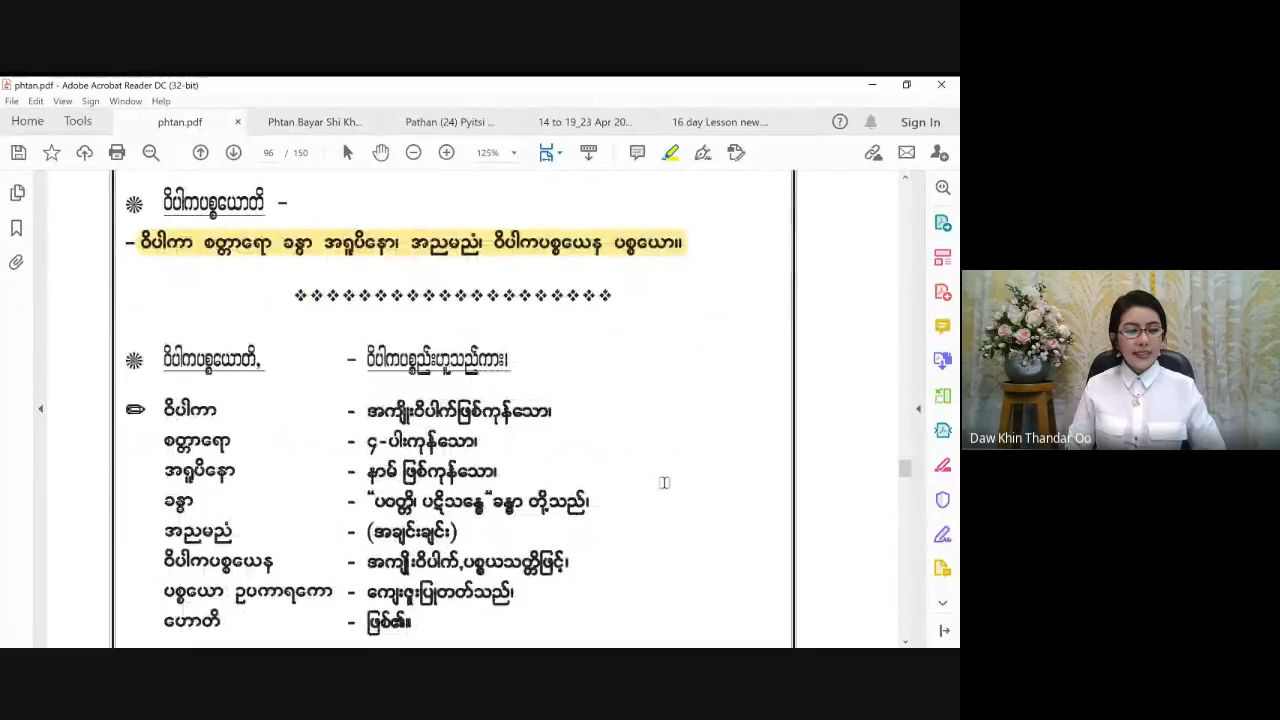 phtan.pdf - Adobe Acrobat Reader DC (32-bit)
File Edit View Sign Window Help
Home Tools phtan.pdf × Phtan Bayar Shi Kh... Pathan (24) Pyitsi ... 14 to 19_23 Apr 20... 16 day Lesson new.... Sign In
96 / 150 125%
ဝိပါကပစ္စယောတိ –
– ဝိပါကာ စတ္တာရော ခန္ဓာ အရူပိနော၊ အညမညံ၊ ဝိပါကပစ္စယေန ပစ္စယော။
ဝိပါကပစ္စယောတိ, – ဝိပါကပစ္စည်းဟူသည်ကား၊
ဝိပါကာ – အကျိုးဝိပါက်ဖြစ်ကုန်သော၊
စတ္တာရော – ၄-ပါးကုန်သော၊
အရူပိနော – နာမ် ဖြစ်ကုန်သော၊
ခန္ဓာ – “ပဝတ္တိ၊ ပဋိသန္ဓေ”ခန္ဓာ တို့သည်၊
အညမညံ – (အချင်းချင်း)
ဝိပါကပစ္စယေန – အကျိုးဝိပါက်,ပစ္စယသတ္တိဖြင့်၊
ပစ္စယော ဥပကာရကော – ကျေးဇူးပြုတတ်သည်၊
ဟောတိ – ဖြစ်၏။
Daw Khin Thandar Oo